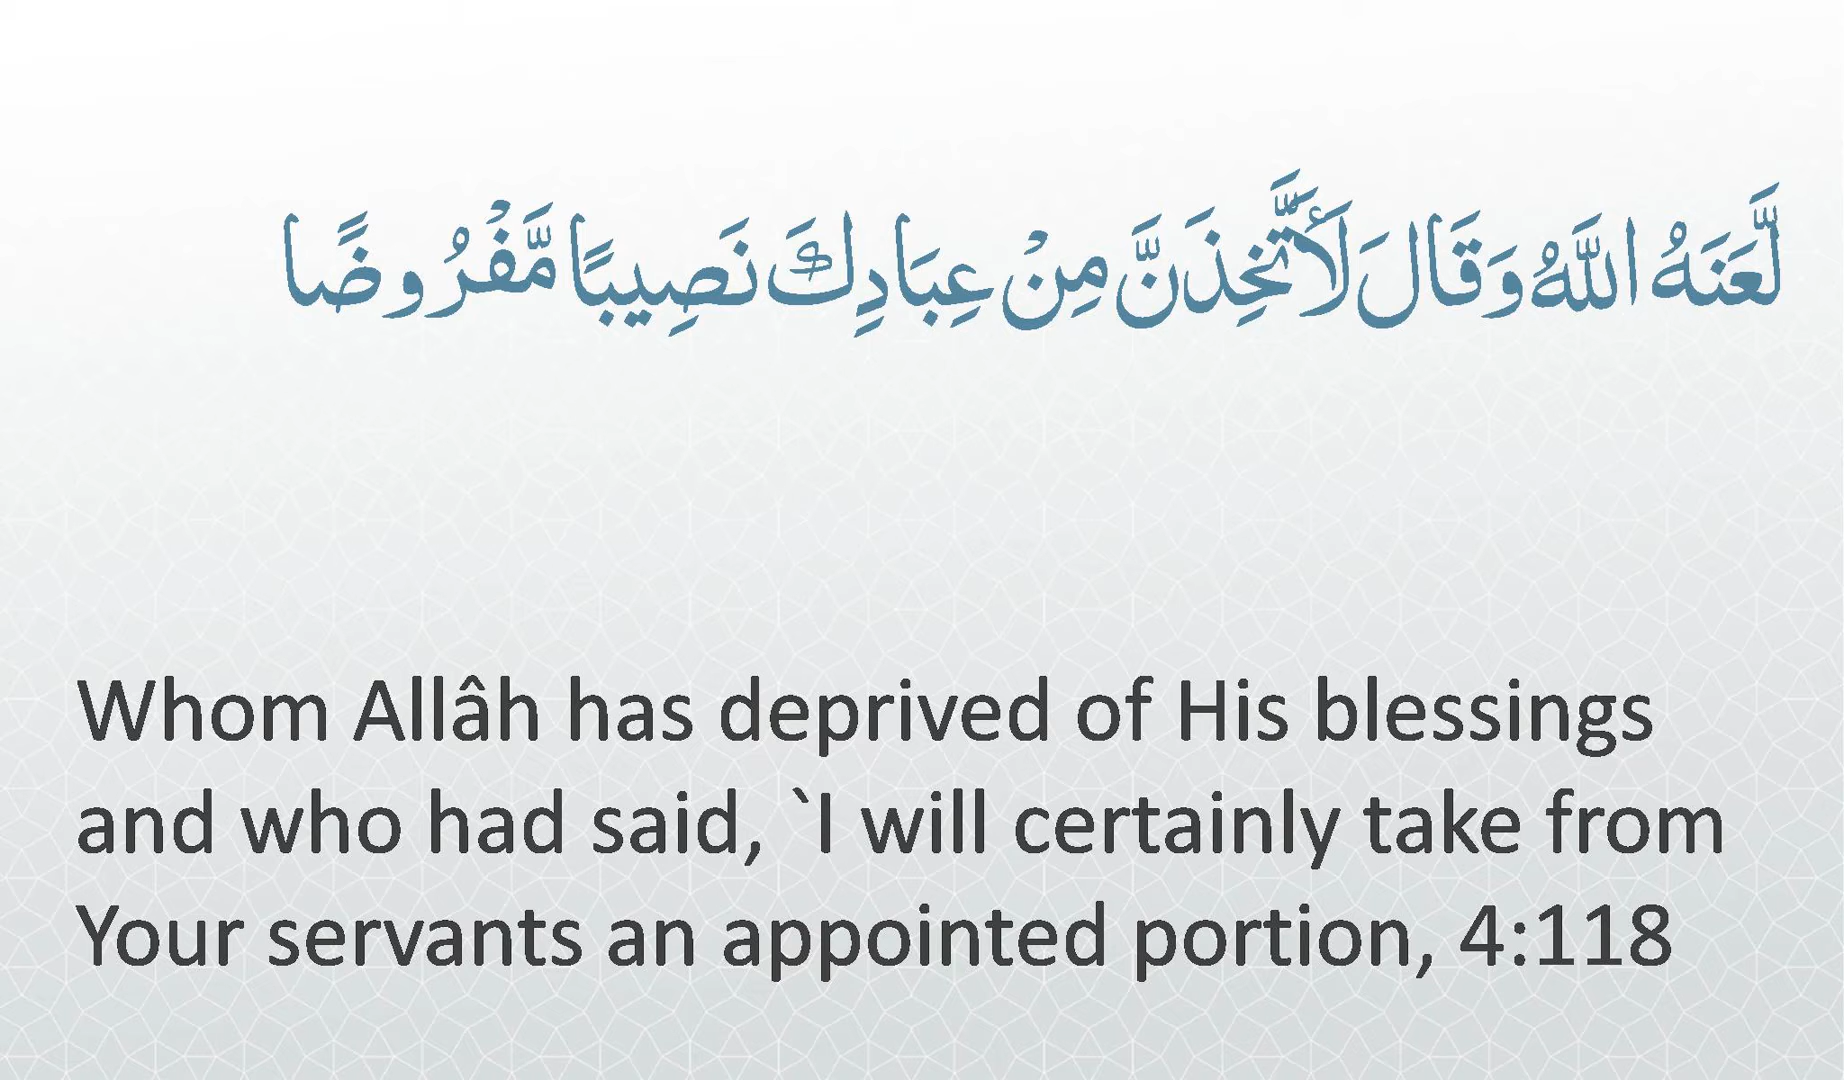 لَّعَنَهُ اللَّهُ وَقَالَ لَأَتَّخِذَنَّ مِنْ عِبَادِكَ نَصِيبًا مَّفْرُوضًا
Whom Allâh has deprived of His blessings
and who had said, `I will certainly take from
Your servants an appointed portion, 4:118